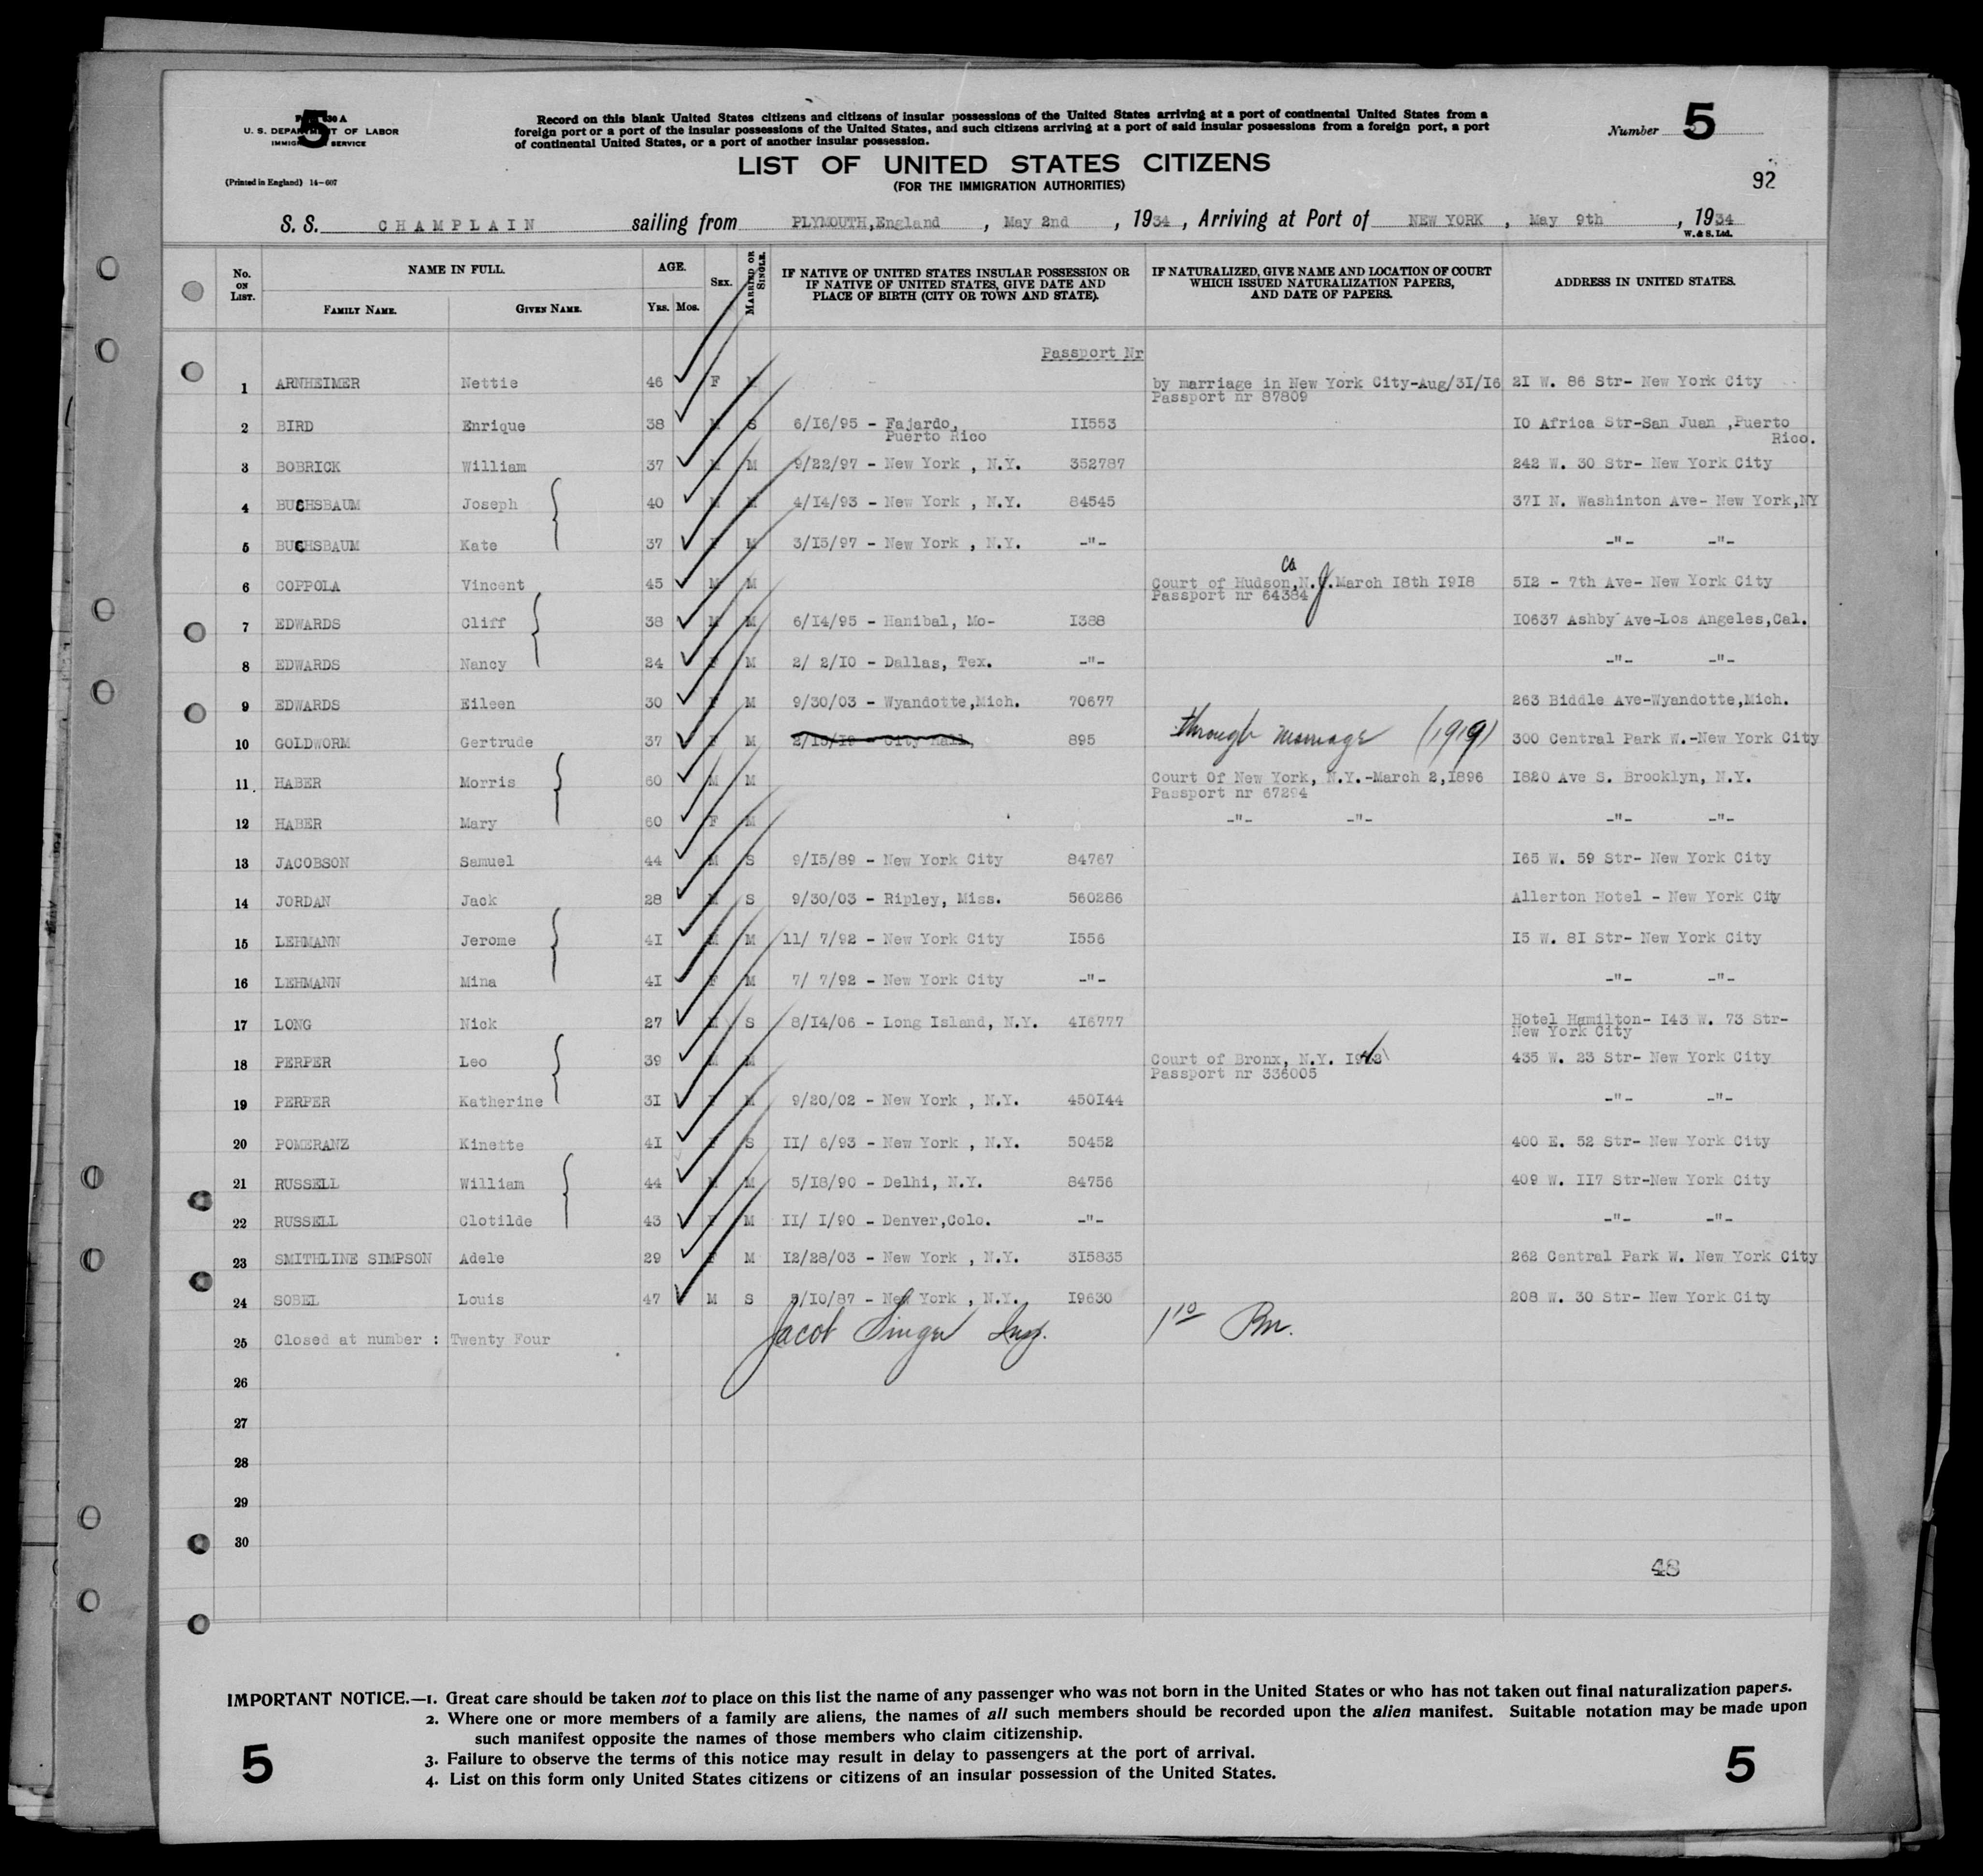 5
U. S. DEPARTMENT OF LABOR
IMMIGRATION SERVICE
(Printed in England) 14-607
Record on this blank United States citizens and citizens of insular possessions of the United States arriving at a port of continental United States from a
foreign port or a port of the insular possessions of the United States, and such citizens arriving at a port of said insular possessions from a foreign port, a port
of continental United States, or a port of another insular possession.
Number 5
LIST OF UNITED STATES CITIZENS
(FOR THE IMMIGRATION AUTHORITIES)
92
S. S. CHAMPLAIN sailing from PLYMOUTH,England , May 2nd , 1934 , Arriving at Port of NEW YORK , May 9th , 1934
W. & S. Ltd.
No. ON LIST. NAME IN FULL. AGE. SEX. MARRIED OR SINGLE. IF NATIVE OF UNITED STATES INSULAR POSSESSION OR IF NATIVE OF UNITED STATES, GIVE DATE AND PLACE OF BIRTH (CITY OR TOWN AND STATE). IF NATURALIZED, GIVE NAME AND LOCATION OF COURT WHICH ISSUED NATURALIZATION PAPERS, AND DATE OF PAPERS. ADDRESS IN UNITED STATES.
FAMILY NAME. GIVEN NAME. YRS. MOS.
Passport Nr
1 ARNHEIMER Nettie 46 F M by marriage in New York City-Aug/31/16 21 W. 86 Str- New York City
Passport nr 87809
2 BIRD Enrique 38 M S 6/16/95 - Fajardo, 11553 10 Africa Str-San Juan ,Puerto
Puerto Rico Rico.
3 BOBRICK William 37 M M 9/22/97 - New York , N.Y. 352787 242 W. 30 Str- New York City
4 BUCHSBAUM Joseph 40 M M 4/14/93 - New York , N.Y. 84545 371 N. Washinton Ave- New York,NY
5 BUCHSBAUM Kate 37 F M 3/15/97 - New York , N.Y. -"- -"- -"-
Co
6 COPPOLA Vincent 45 M M Court of Hudson,N.J.March 18th 1918 512 - 7th Ave- New York City
Passport nr 64384
7 EDWARDS Cliff 38 M M 6/14/95 - Hanibal, Mo- 1388 10637 Ashby Ave-Los Angeles,Cal.
8 EDWARDS Nancy 24 F M 2/ 2/10 - Dallas, Tex. -"- -"- -"-
9 EDWARDS Eileen 30 F M 9/30/03 - Wyandotte,Mich. 70677 263 Biddle Ave-Wyandotte,Mich.
10 GOLDWORM Gertrude 37 F M 2/15/19 - City Hall, 895 through marriage (1919) 300 Central Park W.-New York City
11 HABER Morris 60 M M Court Of New York, N.Y.-March 2,1896 1820 Ave S. Brooklyn, N.Y.
Passport nr 67294
12 HABER Mary 60 F M -"- -"- -"- -"-
13 JACOBSON Samuel 44 M S 9/15/89 - New York City 84767 165 W. 59 Str- New York City
14 JORDAN Jack 28 M S 9/30/03 - Ripley, Miss. 560286 Allerton Hotel - New York City
15 LEHMANN Jerome 41 M M 11/ 7/92 - New York City 1556 15 W. 81 Str- New York City
16 LEHMANN Mina 41 F M 7/ 7/92 - New York City -"- -"- -"-
17 LONG Nick 27 M S 8/14/06 - Long Island, N.Y. 416777 Hotel Hamilton- 143 W. 73 Str-
New York City
18 PERPER Leo 39 M M Court of Bronx, N.Y. 435 W. 23 Str- New York City
Passport nr 336005
19 PERPER Katherine 31 F M 9/20/02 - New York , N.Y. 450144 -"- -"-
20 POMERANZ Kinette 41 F S 11/ 6/93 - New York , N.Y. 50452 400 E. 52 Str- New York City
21 RUSSELL William 44 M M 5/18/90 - Delhi, N.Y. 84756 409 W. 117 Str-New York City
22 RUSSELL Clotilde 43 F M 11/ 1/90 - Denver,Colo. -"- -"- -"-
23 SMITHLINE SIMPSON Adele 29 F M 12/28/03 - New York , N.Y. 315835 262 Central Park W. New York City
24 SOBEL Louis 47 M S 5/10/87 - New York , N.Y. 19630 208 W. 30 Str- New York City
25 Closed at number : Twenty Four Jacob Singer Insp. 1 10 Pm.
26
27
28
29
30
48
IMPORTANT NOTICE.—1. Great care should be taken not to place on this list the name of any passenger who was not born in the United States or who has not taken out final naturalization papers.
2. Where one or more members of a family are aliens, the names of all such members should be recorded upon the alien manifest. Suitable notation may be made upon
such manifest opposite the names of those members who claim citizenship.
3. Failure to observe the terms of this notice may result in delay to passengers at the port of arrival.
4. List on this form only United States citizens or citizens of an insular possession of the United States.
5 5